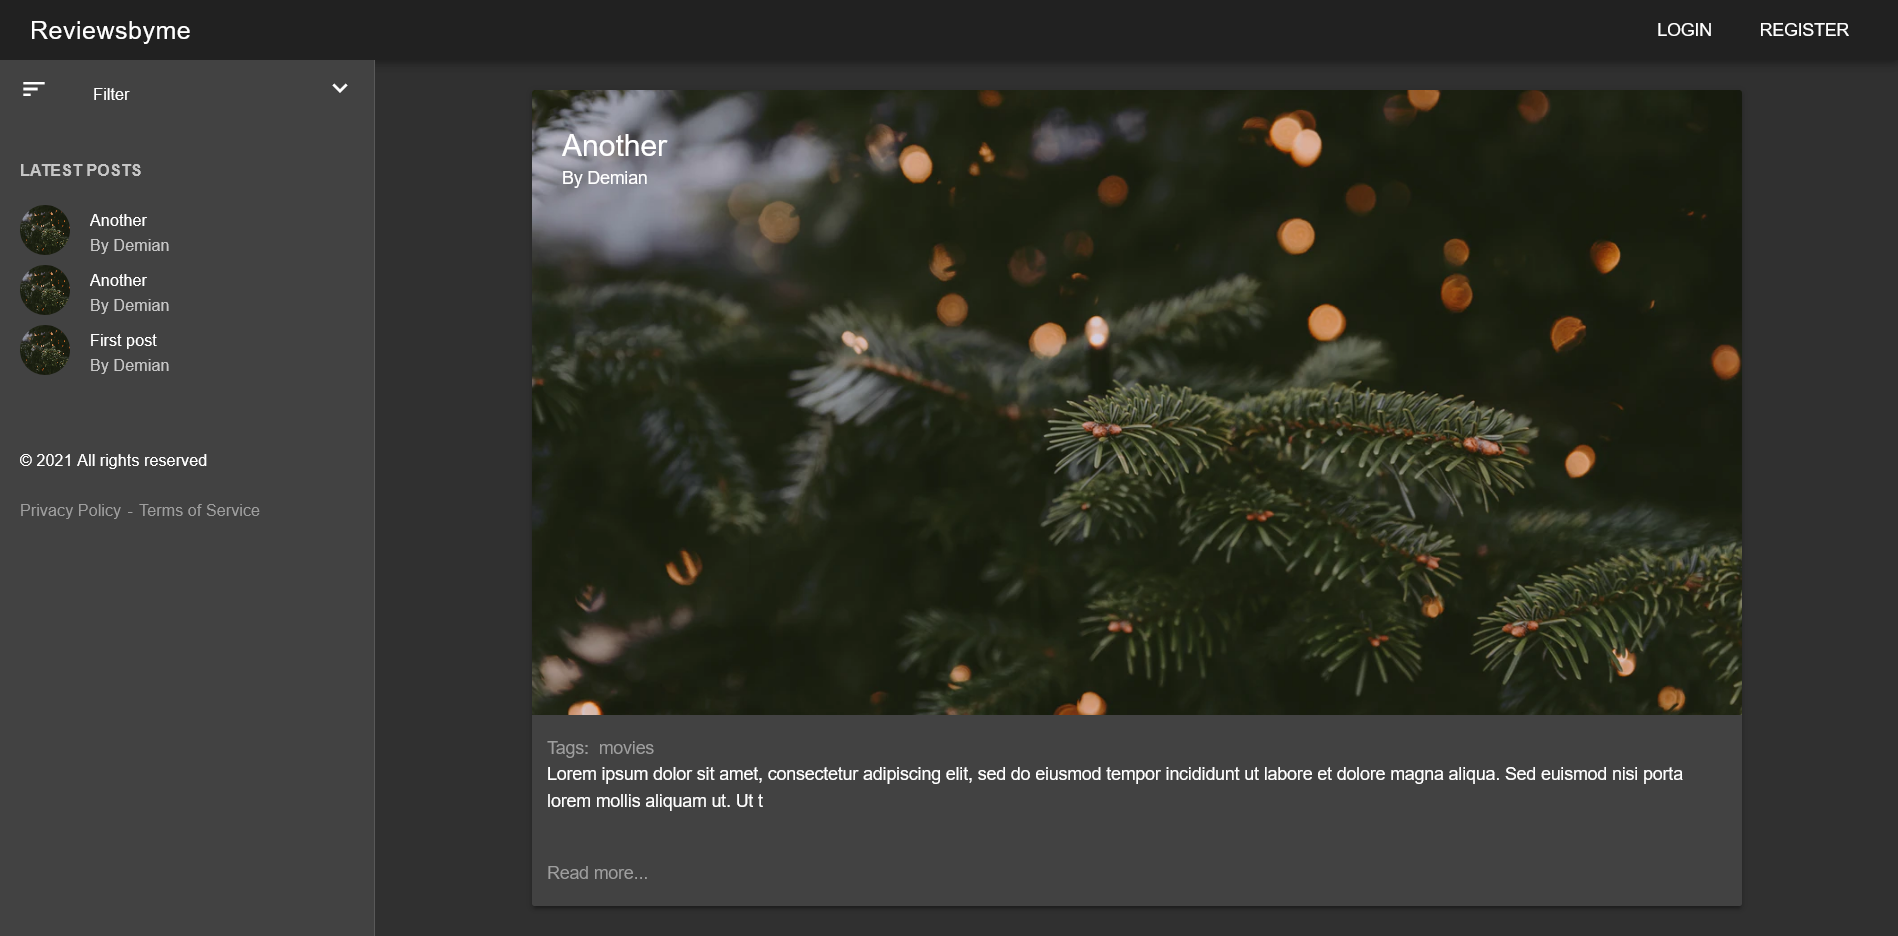 Reviewsbyme
LOGIN
REGISTER
Filter
LATEST POSTS
Another
By Demian
Another
By Demian
First post
By Demian
© 2021 All rights reserved
Privacy Policy - Terms of Service
Another
By Demian
Tags: movies
Lorem ipsum dolor sit amet, consectetur adipiscing elit, sed do eiusmod tempor incididunt ut labore et dolore magna aliqua. Sed euismod nisi porta
lorem mollis aliquam ut. Ut t
Read more...